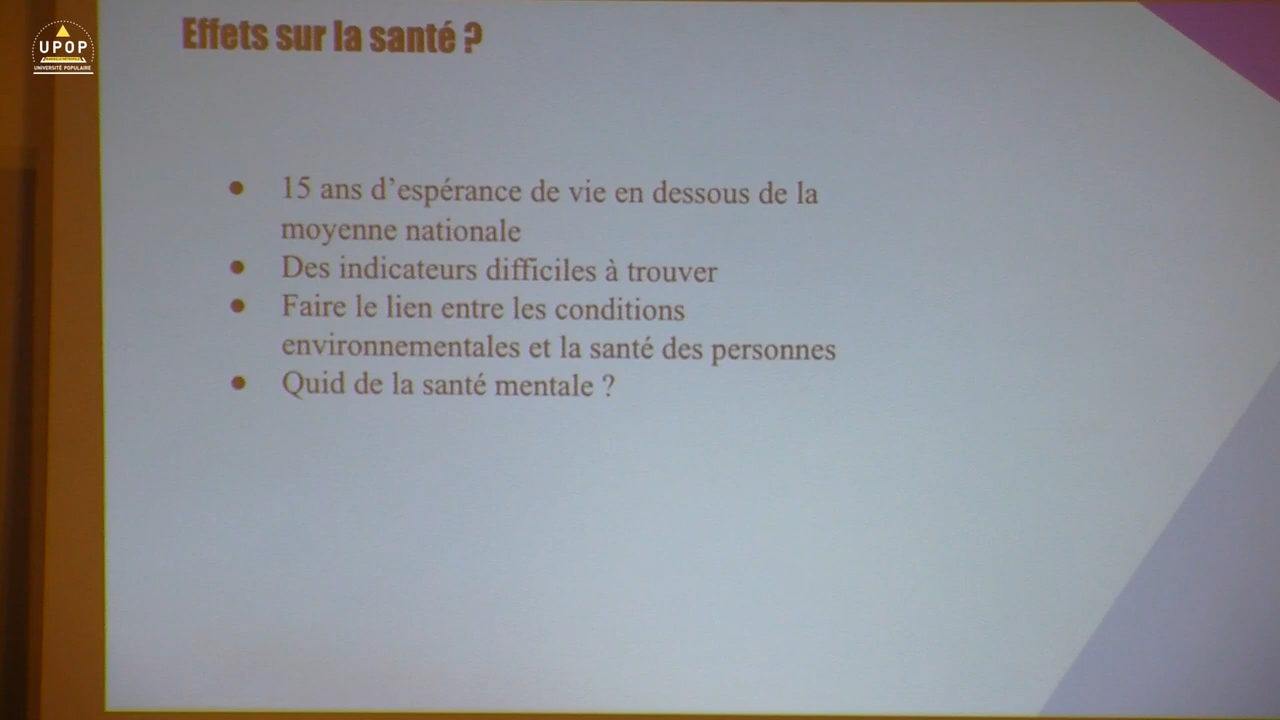 Effets sur la santé ?
UPOP
UNIVERSITÉ POPULAIRE
● 15 ans d’espérance de vie en dessous de la
moyenne nationale
● Des indicateurs difficiles à trouver
● Faire le lien entre les conditions
environnementales et la santé des personnes
● Quid de la santé mentale ?